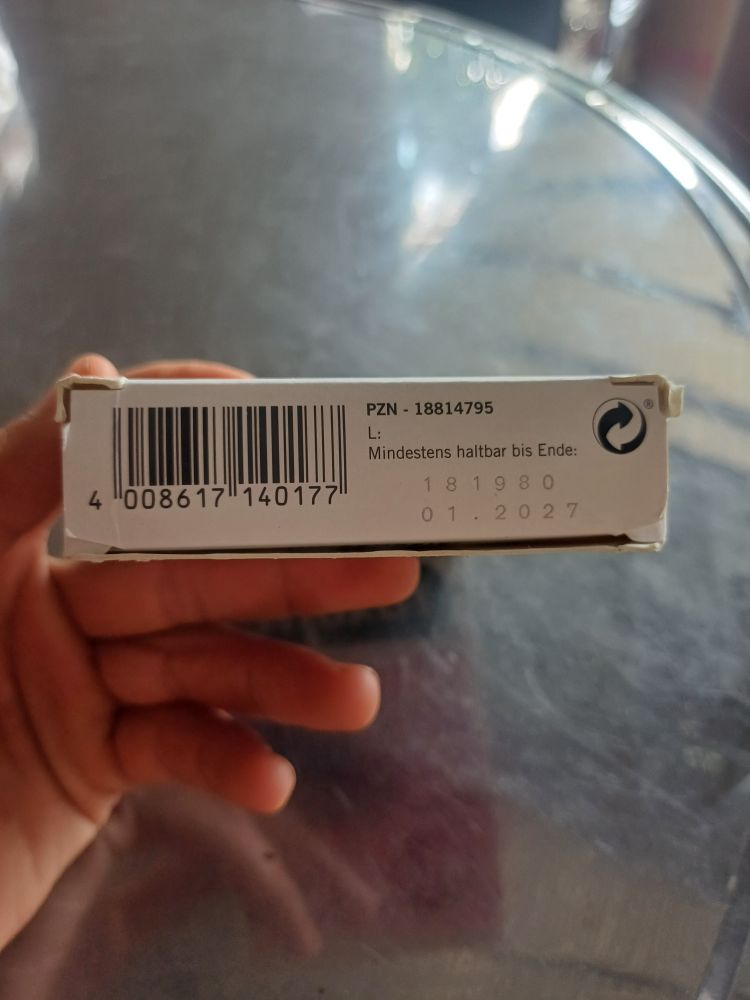 4 008617 140177
PZN - 18814795
L:
Mindestens haltbar bis Ende:
181980
01.2027
®